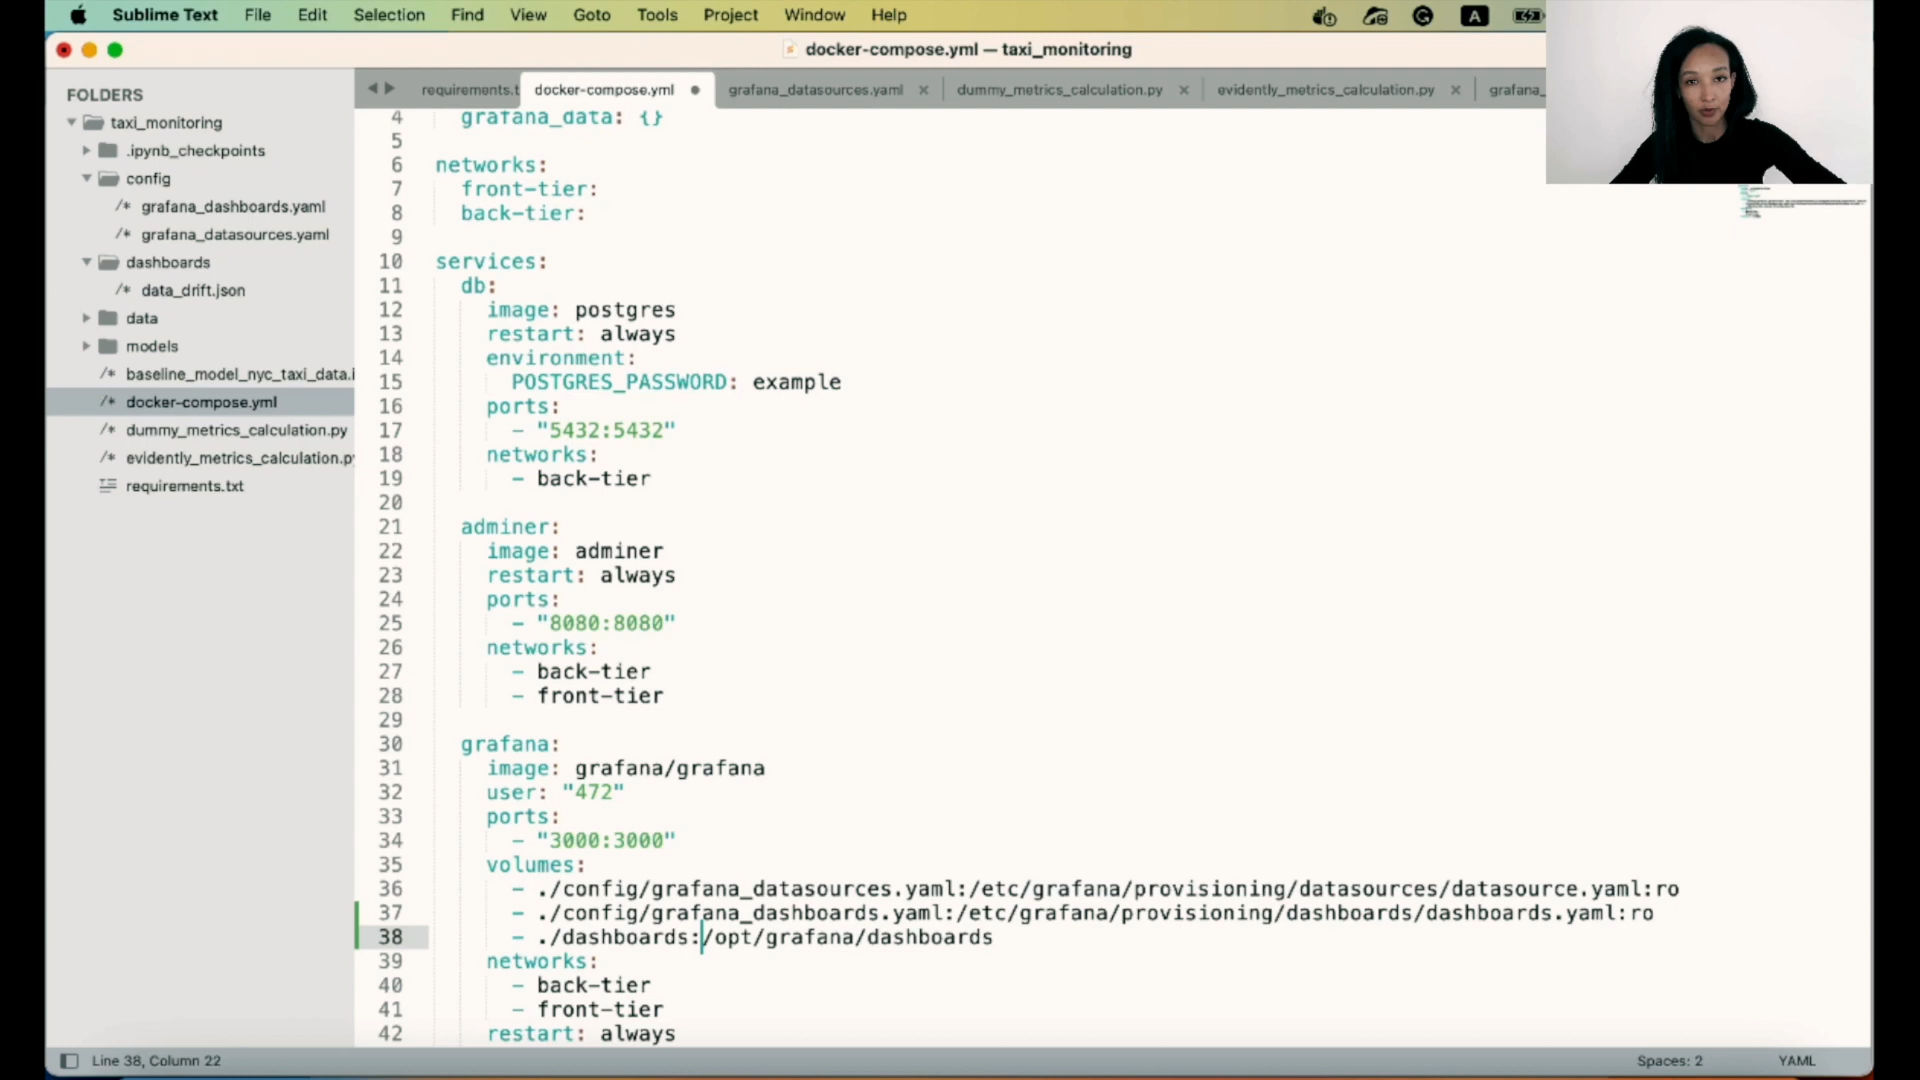 Sublime Text File Edit Selection Find View Goto Tools Project Window Help
A
docker-compose.yml — taxi_monitoring
requirements.t docker-compose.yml grafana_datasources.yaml dummy_metrics_calculation.py evidently_metrics_calculation.py grafana_
FOLDERS
taxi_monitoring
.ipynb_checkpoints
config
/* grafana_dashboards.yaml
/* grafana_datasources.yaml
dashboards
/* data_drift.json
data
models
/* baseline_model_nyc_taxi_data.i
/* docker-compose.yml
/* dummy_metrics_calculation.py
/* evidently_metrics_calculation.py
requirements.txt
4 grafana_data: {}
5
6 networks:
7 front-tier:
8 back-tier:
9
10 services:
11 db:
12 image: postgres
13 restart: always
14 environment:
15 POSTGRES_PASSWORD: example
16 ports:
17 - "5432:5432"
18 networks:
19 - back-tier
20
21 adminer:
22 image: adminer
23 restart: always
24 ports:
25 - "8080:8080"
26 networks:
27 - back-tier
28 - front-tier
29
30 grafana:
31 image: grafana/grafana
32 user: "472"
33 ports:
34 - "3000:3000"
35 volumes:
36 - ./config/grafana_datasources.yaml:/etc/grafana/provisioning/datasources/datasource.yaml:ro
37 - ./config/grafana_dashboards.yaml:/etc/grafana/provisioning/dashboards/dashboards.yaml:ro
38 - ./dashboards:/opt/grafana/dashboards
39 networks:
40 - back-tier
41 - front-tier
42 restart: always
Line 38, Column 22 Spaces: 2 YAML